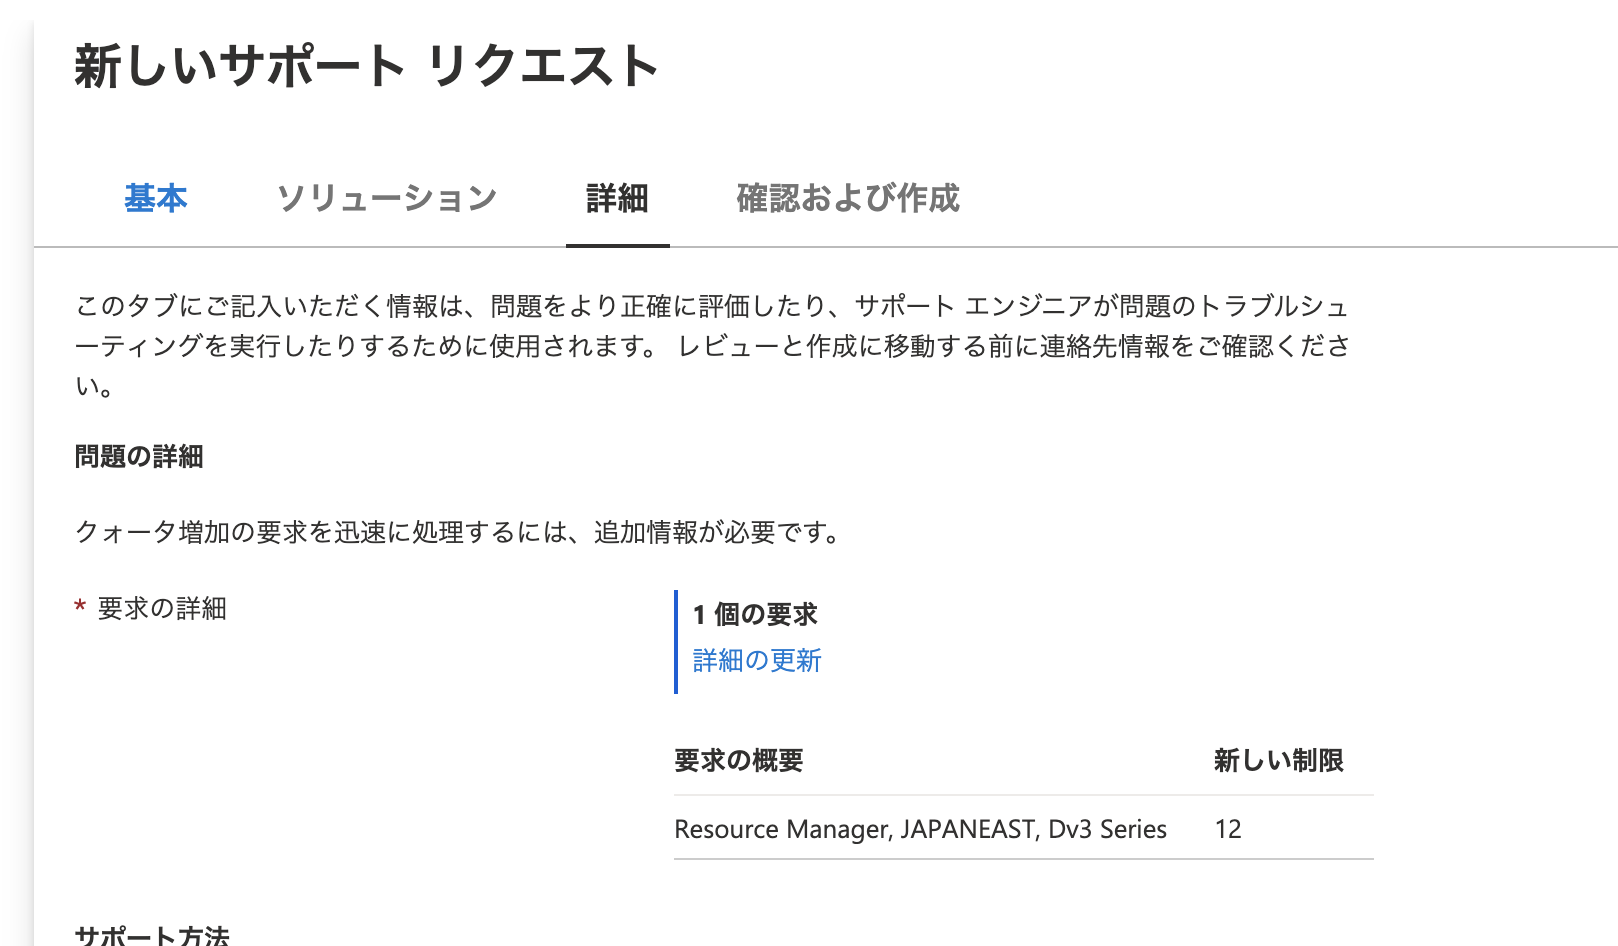 新しいサポート リクエスト
基本 ソリューション 詳細 確認および作成
このタブにご記入いただく情報は、問題をより正確に評価したり、サポート エンジニアが問題のトラブルシュ
ーティングを実行したりするために使用されます。 レビューと作成に移動する前に連絡先情報をご確認くださ
い。
問題の詳細
クォータ増加の要求を迅速に処理するには、追加情報が必要です。
* 要求の詳細
1 個の要求
詳細の更新
要求の概要 新しい制限
Resource Manager, JAPANEAST, Dv3 Series 12
サポート方法